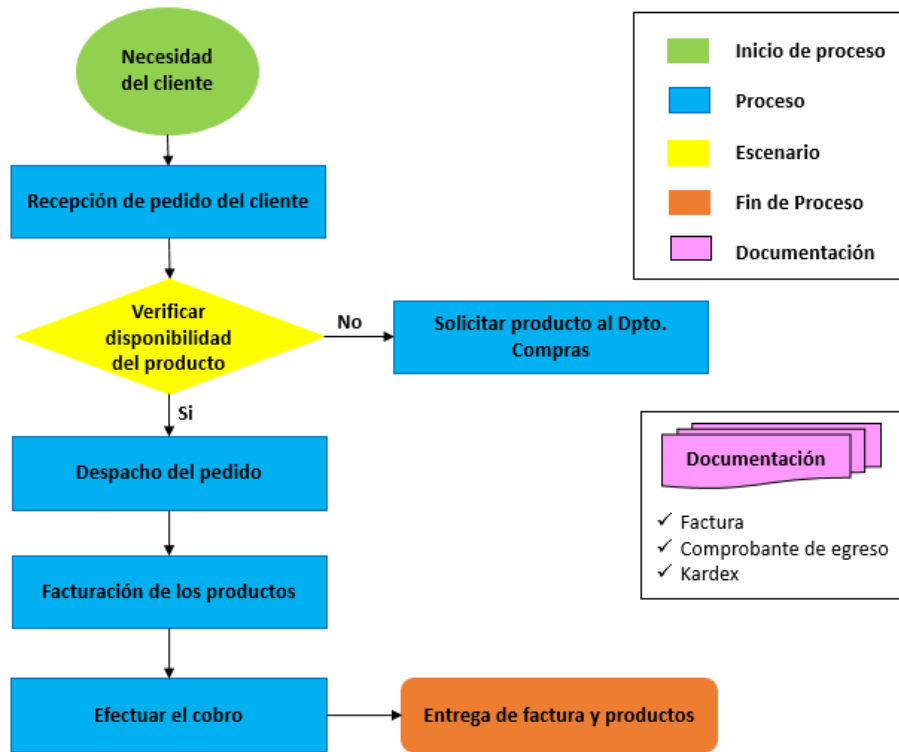 Necesidad
del cliente
Recepción de pedido del cliente
Verificar
disponibilidad
del producto
No
Solicitar producto al Dpto.
Compras
Si
Despacho del pedido
Facturación de los productos
Efectuar el cobro
Entrega de factura y productos
Inicio de proceso
Proceso
Escenario
Fin de Proceso
Documentación
Documentación
✓ Factura
✓ Comprobante de egreso
✓ Kardex